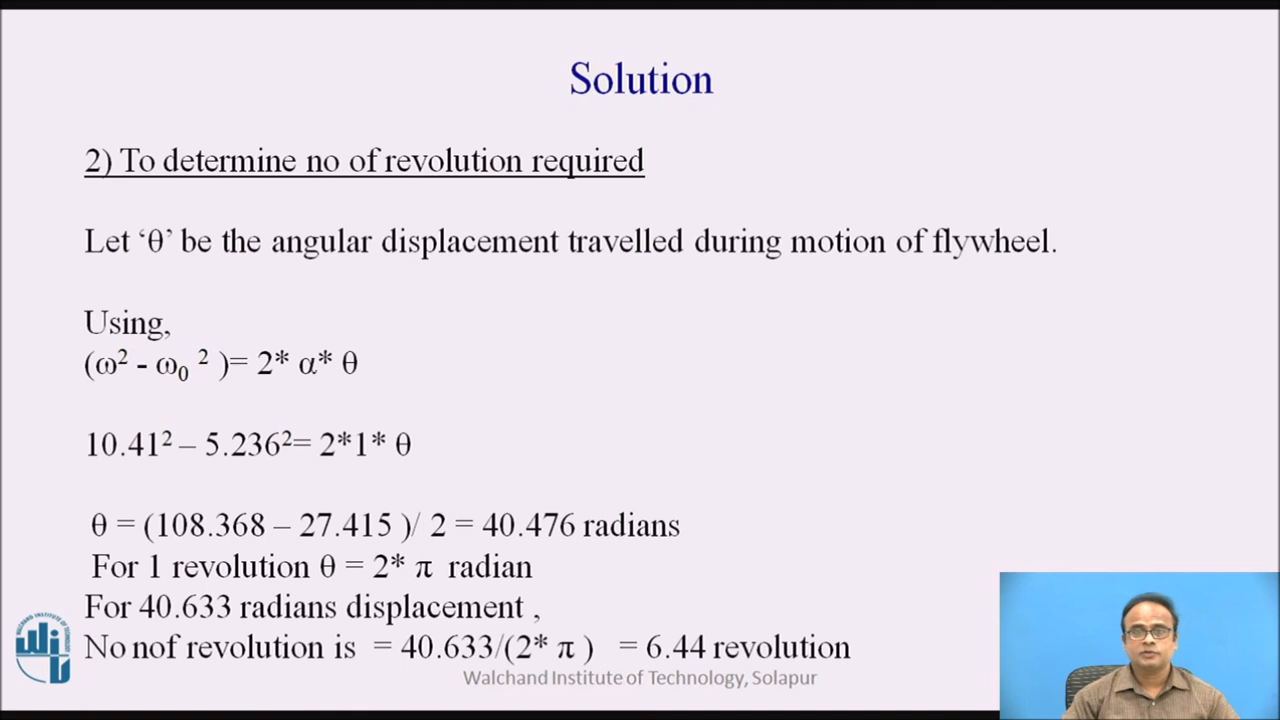 Solution
2) To determine no of revolution required
Let ‘θ’ be the angular displacement travelled during motion of flywheel.
Using,
(ω² - ω₀ ² )= 2* α* θ
10.41² – 5.236²= 2*1* θ
θ = (108.368 – 27.415 )/ 2 = 40.476 radians
For 1 revolution θ = 2* π radian
For 40.633 radians displacement ,
No nof revolution is = 40.633/(2* π ) = 6.44 revolution
Walchand Institute of Technology, Solapur